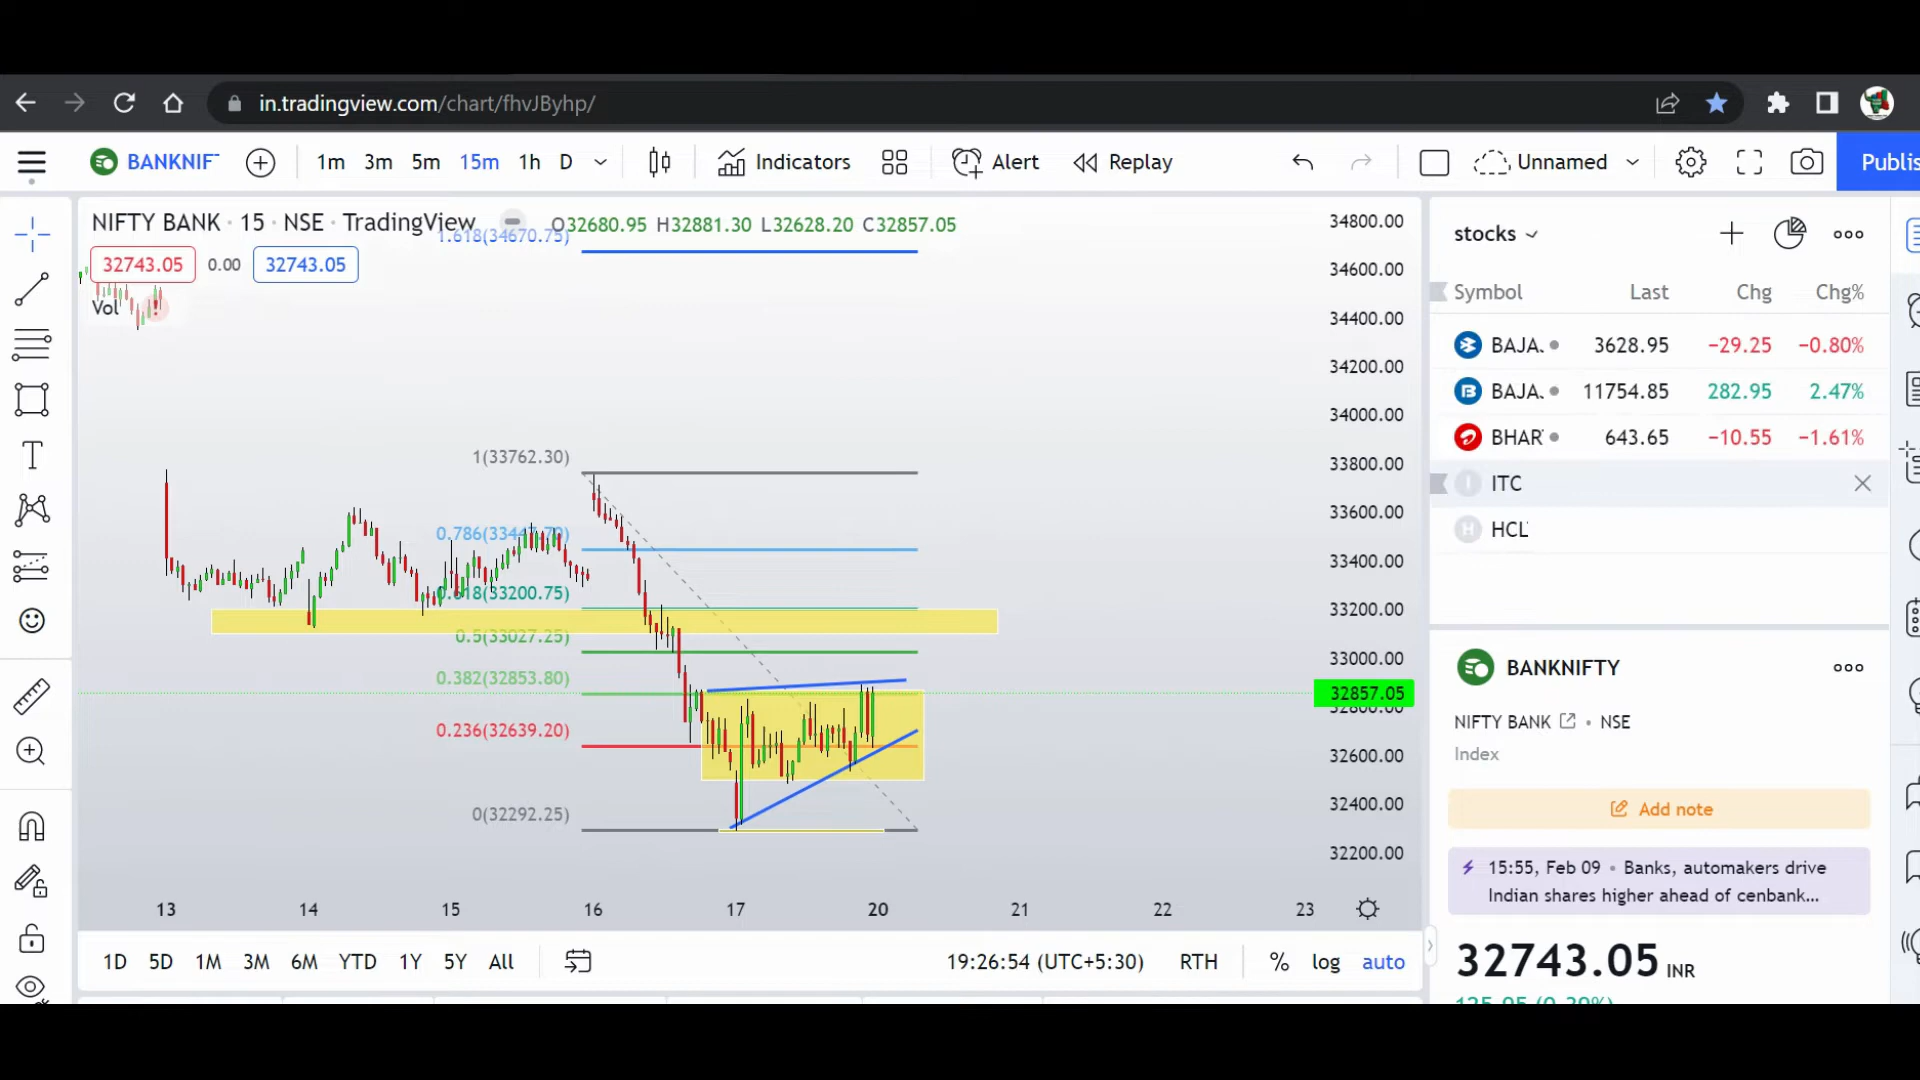 in.tradingview.com/chart/fhvJByhp/
BANKNIF
1m 3m 5m 15m 1h D
Indicators
Alert
Replay
Unnamed
Publis
NIFTY BANK · 15 · NSE · TradingView
O32680.95 H32881.30 L32628.20 C32857.05
1.618(34670.75)
32743.05 0.00 32743.05
Vol
1(33762.30)
0.618(33200.75)
0.5(33027.25)
0.382(32853.80)
0.236(32639.20)
0(32292.25)
34800.00
34600.00
34400.00
34200.00
34000.00
33800.00
33600.00
33400.00
33200.00
33000.00
32857.05
32800.00
32600.00
32400.00
32200.00
13 14 15 16 17 20 21 22 23
1D 5D 1M 3M 6M YTD 1Y 5Y All
19:26:54 (UTC+5:30) RTH % log auto
stocks
Symbol Last Chg Chg%
BAJA. 3628.95 −29.25 −0.80%
BAJA. 11754.85 282.95 2.47%
BHAR 643.65 −10.55 −1.61%
I ITC
H HCL
BANKNIFTY
NIFTY BANK • NSE
Index
Add note
15:55, Feb 09 • Banks, automakers drive
Indian shares higher ahead of cenbank...
32743.05 INR